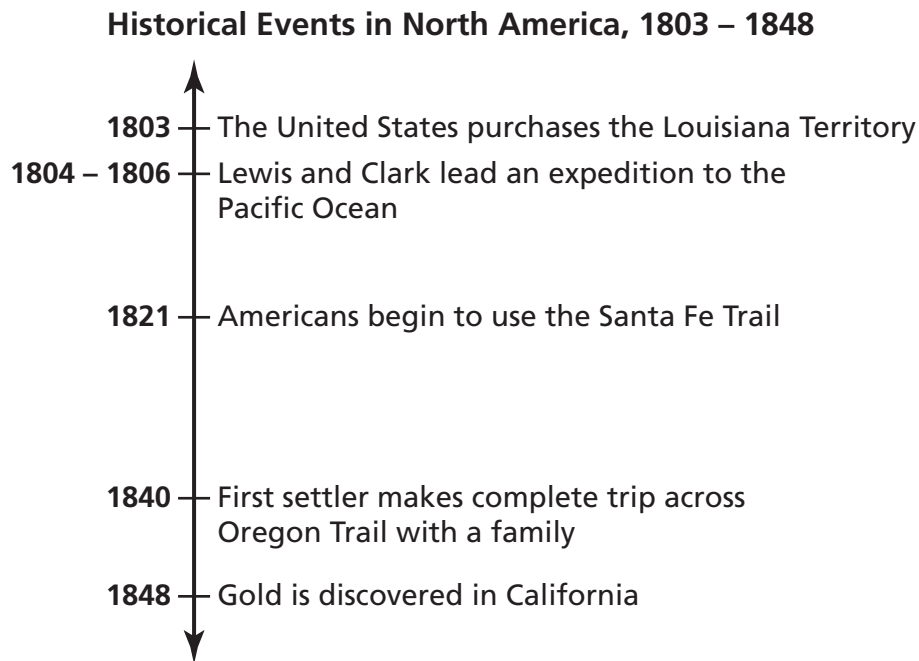 Historical Events in North America, 1803 – 1848
1803 The United States purchases the Louisiana Territory
1804 – 1806 Lewis and Clark lead an expedition to the
Pacific Ocean
1821 Americans begin to use the Santa Fe Trail
1840 First settler makes complete trip across
Oregon Trail with a family
1848 Gold is discovered in California